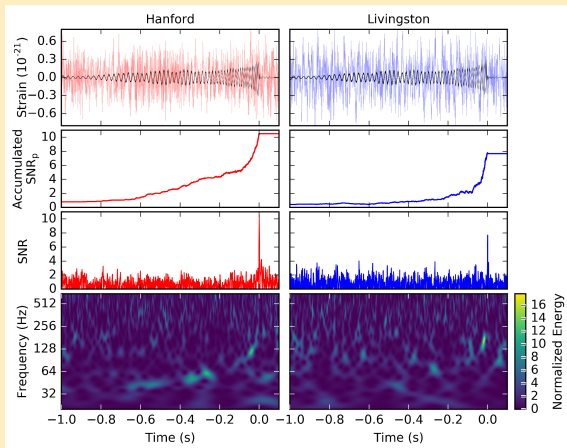 Hanford
Livingston
Strain (10⁻²¹)
0.6
0.3
0.0
−0.3
−0.6
Accumulated
SNRₚ
10
8
6
4
2
0
SNR
10
8
6
4
2
0
Frequency (Hz)
512
256
128
64
32
−1.0 −0.8 −0.6 −0.4 −0.2 0.0
−1.0 −0.8 −0.6 −0.4 −0.2 0.0
Time (s)
Time (s)
16
14
12
10
8
6
4
2
0
Normalized Energy